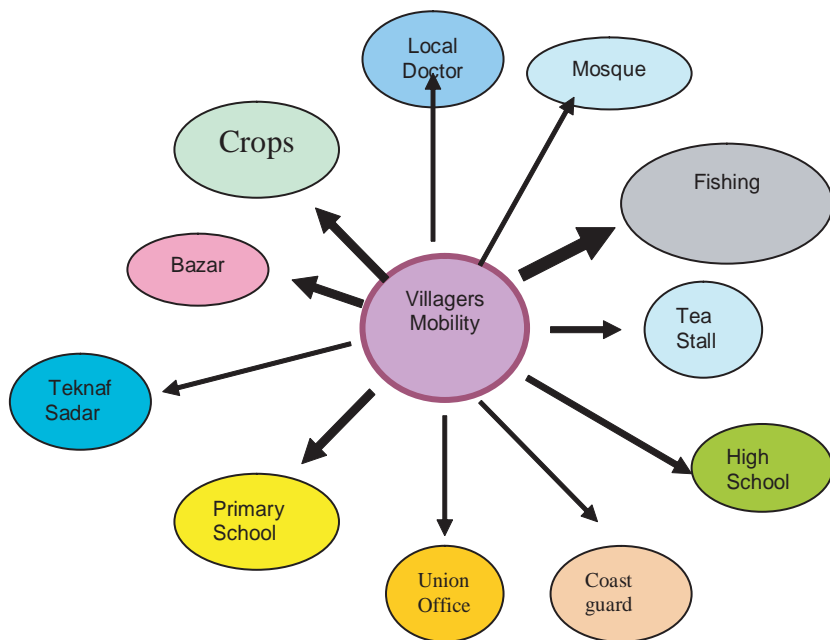 Local
Doctor
Mosque
Crops
Fishing
Bazar
Villagers
Mobility
Tea
Stall
Teknaf
Sadar
High
School
Primary
School
Union
Office
Coast
guard